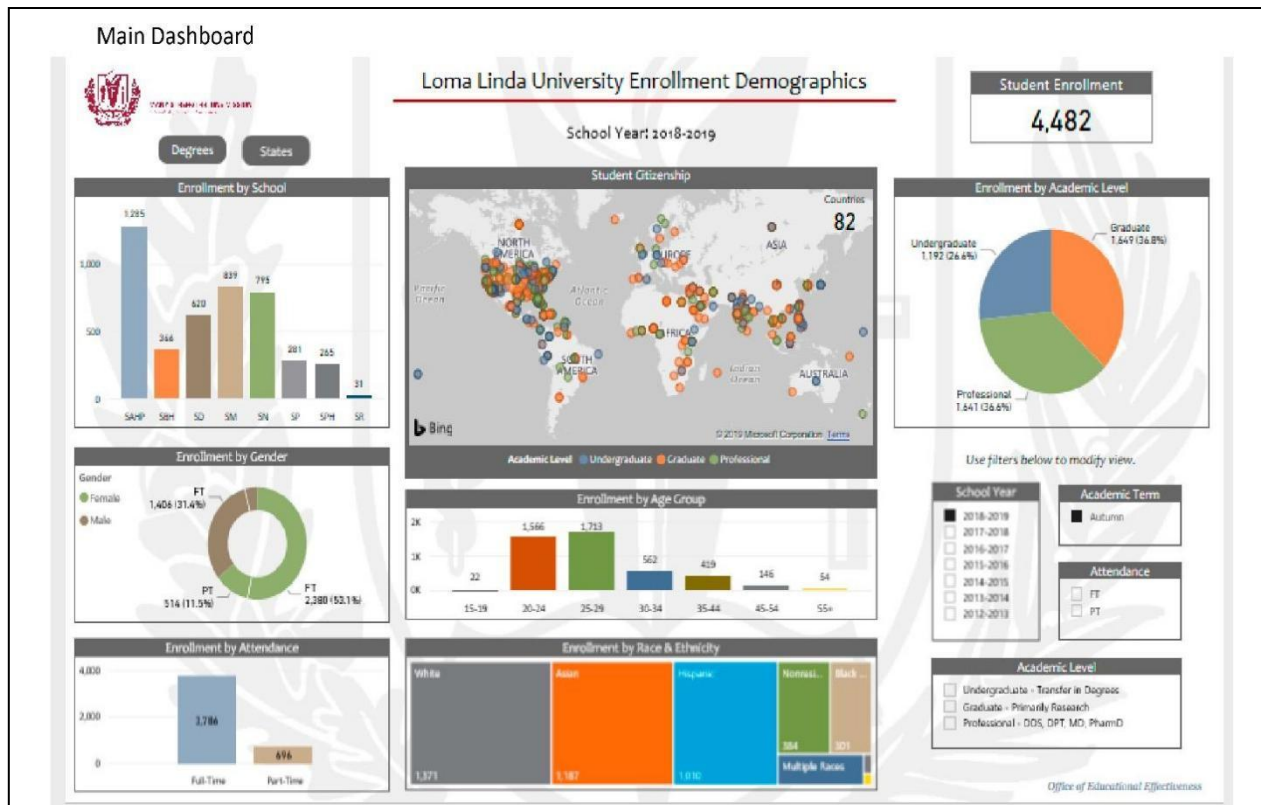 Main Dashboard
Loma Linda University Enrollment Demographics
School Year: 2018-2019
Student Enrollment
4,482
Degrees
States
Enrollment by School
1,285
366
620
839
795
281
265
31
1,000
500
0
SAHP
SBH
SD
SM
SN
SP
SPH
SR
Student Citizenship
Countries
82
NORTH
AMERICA
EUROPE
ASIA
Pacific
Ocean
Atlantic
Ocean
AFRICA
SOUTH
AMERICA
Indian
Ocean
AUSTRALIA
Bing
© 2019 Microsoft Corporation Terms
Academic Level Undergraduate Graduate Professional
Enrollment by Academic Level
Graduate
1,649 (36.8%)
Undergraduate
1,192 (26.6%)
Professional
1,641 (36.6%)
Enrollment by Gender
Gender
Female
Male
FT
1,406 (31.4%)
PT
514 (11.5%)
FT
2,380 (53.1%)
Enrollment by Age Group
2K
1K
0K
22
1,566
1,713
562
419
146
54
15-19
20-24
25-29
30-34
35-44
45-54
55+
Use filters below to modify view.
School Year
2018-2019
2017-2018
2016-2017
2015-2016
2014-2015
2013-2014
2012-2013
Academic Term
Autumn
Attendance
FT
PT
Enrollment by Attendance
4,000
2,000
0
3,786
696
Full-Time
Part-Time
Enrollment by Race & Ethnicity
White
1,371
Asian
1,187
Hispanic
1,010
Nonresi...
384
Black ...
301
Multiple Races
Academic Level
Undergraduate - Transfer in Degrees
Graduate - Primarily Research
Professional - DDS, DPT, MD, PharmD
Office of Educational Effectiveness